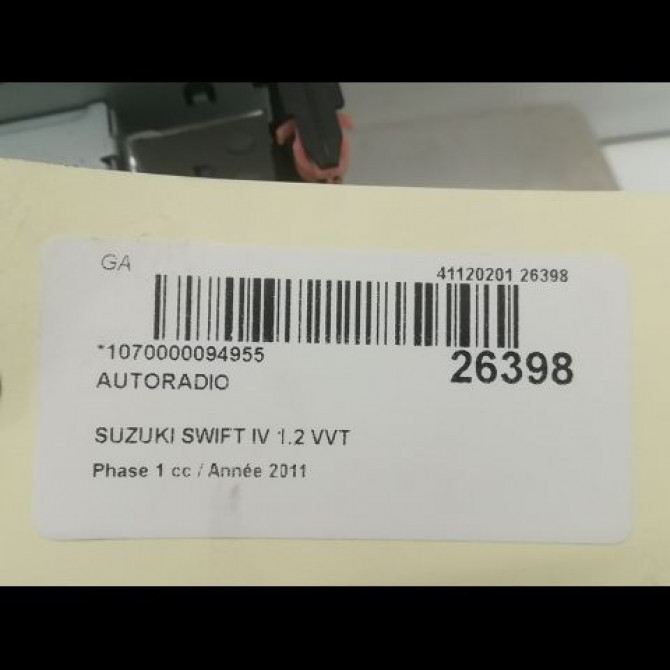 GA
41120201 26398
*1070000094955
26398
AUTORADIO
SUZUKI SWIFT IV 1.2 VVT
Phase 1 cc / Année 2011